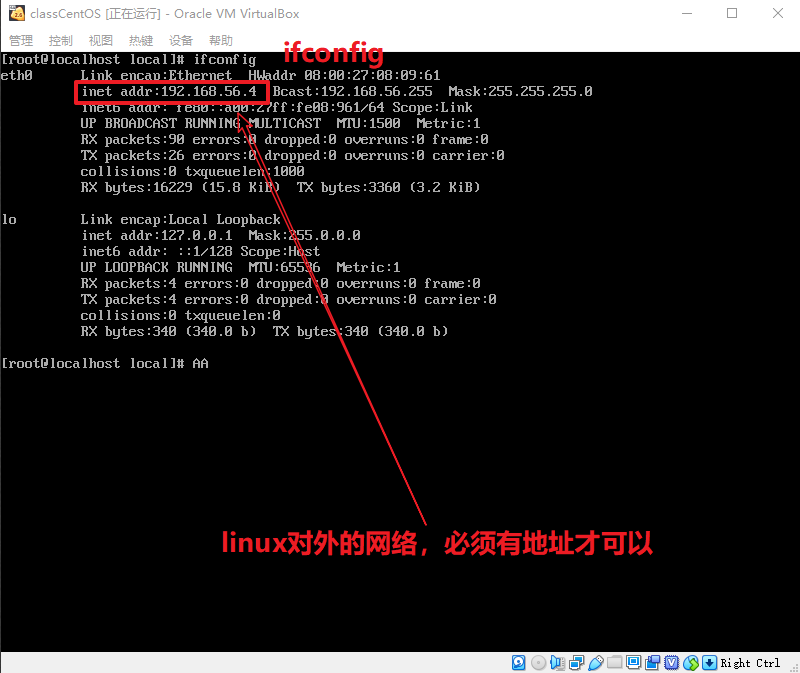 classCentOS [正在运行] - Oracle VM VirtualBox
管理 控制 视图 热键 设备 帮助
[root@localhost local]# ifconfig
ifconfig
eth0 Link encap:Ethernet HWaddr 08:00:27:08:09:61
inet addr:192.168.56.4 Bcast:192.168.56.255 Mask:255.255.255.0
inet6 addr: fe80::a00:27ff:fe08:961/64 Scope:Link
UP BROADCAST RUNNING MULTICAST MTU:1500 Metric:1
RX packets:90 errors:0 dropped:0 overruns:0 frame:0
TX packets:26 errors:0 dropped:0 overruns:0 carrier:0
collisions:0 txqueuelen:1000
RX bytes:16229 (15.8 KiB) TX bytes:3360 (3.2 KiB)
lo Link encap:Local Loopback
inet addr:127.0.0.1 Mask:255.0.0.0
inet6 addr: ::1/128 Scope:Host
UP LOOPBACK RUNNING MTU:65536 Metric:1
RX packets:4 errors:0 dropped:0 overruns:0 frame:0
TX packets:4 errors:0 dropped:0 overruns:0 carrier:0
collisions:0 txqueuelen:0
RX bytes:340 (340.0 b) TX bytes:340 (340.0 b)
[root@localhost local]# AA
linux对外的网络，必须有地址才可以
Right Ctrl